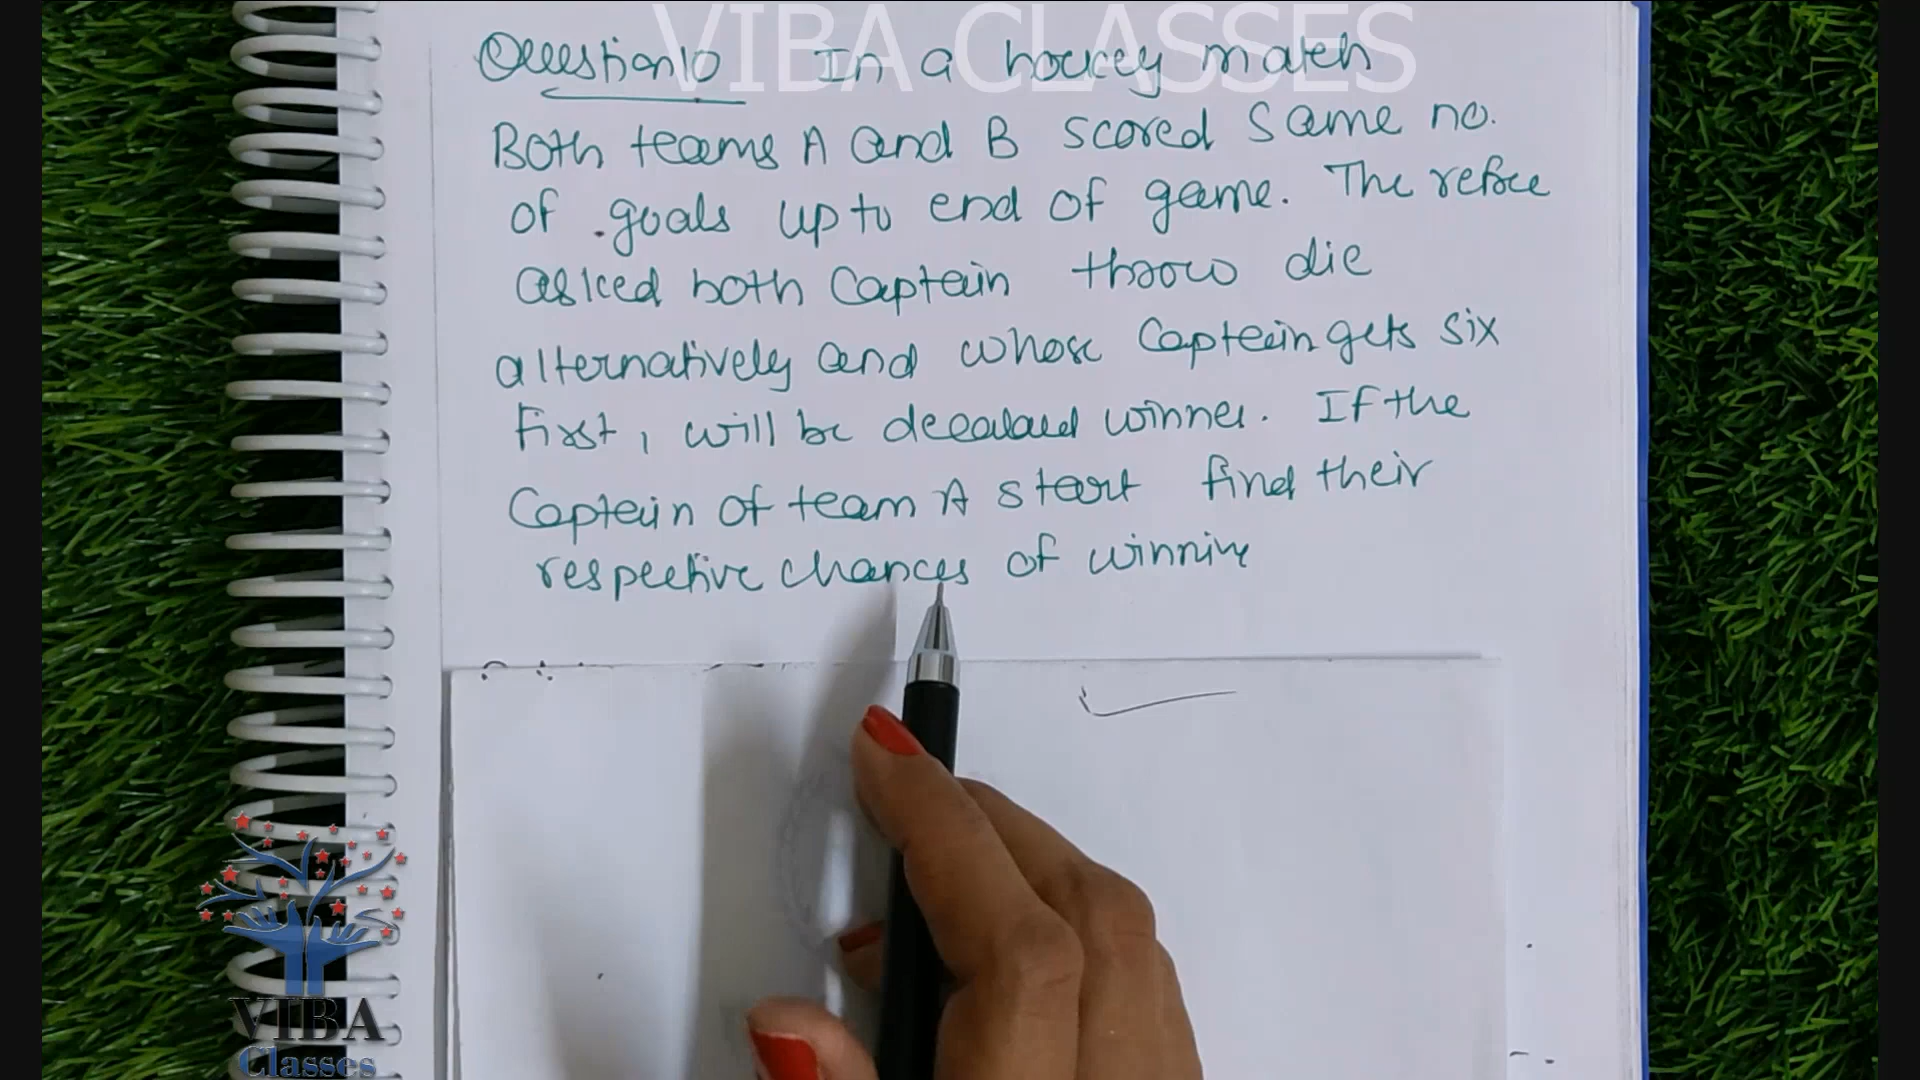 VIBA CLASSES
Question10 In a hockey match
Both teams A and B scored same no.
of goals up to end of game. The refree
asked both Captain throw die
alternatively and whose Captain gets six
first, will be decalaed winner. If the
Captain of team A start find their
respective chances of winning
VIBA
Classes